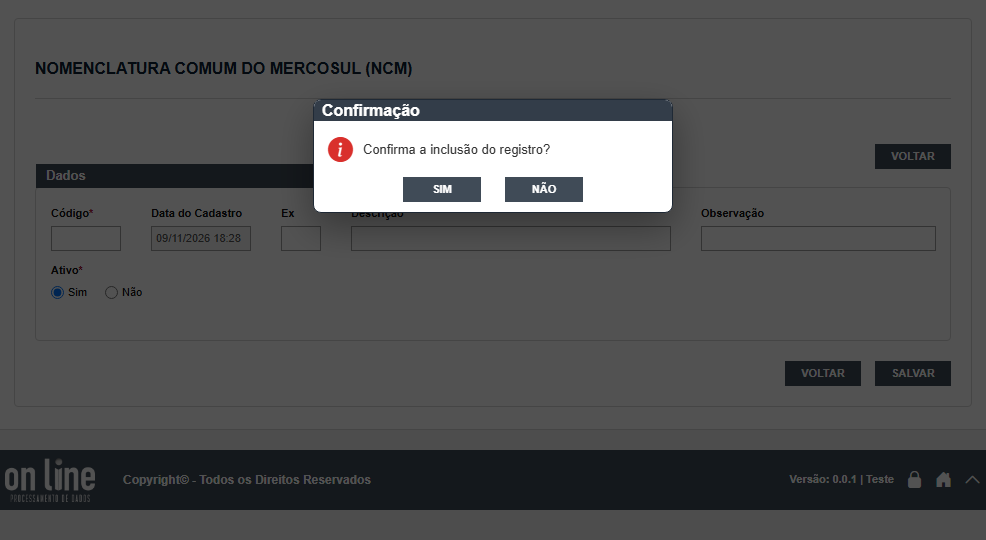 NOMENCLATURA COMUM DO MERCOSUL (NCM)
Confirmação
Confirma a inclusão do registro?
SIM NÃO
VOLTAR
Dados
Código* Data do Cadastro Ex Descrição Observação
09/11/2026 18:28
Ativo*
Sim Não
VOLTAR SALVAR
on line
PROCESSAMENTO DE DADOS
Copyright© - Todos os Direitos Reservados
Versão: 0.0.1 | Teste